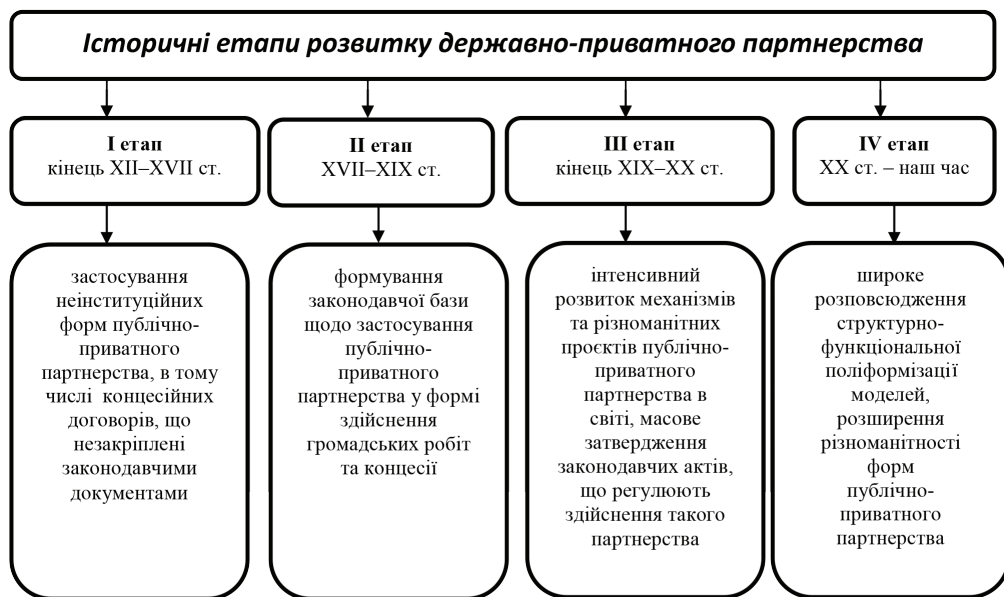 Історичні етапи розвитку державно-приватного партнерства
І етап
кінець XII–XVII ст.
ІІ етап
XVII–XIX ст.
ІІІ етап
кінець XIX–XX ст.
IV етап
XX ст. – наш час
застосування
неінституційних
форм публічно-
приватного
партнерства, в тому
числі концесійних
договорів, що
незакріплені
законодавчими
документами
формування
законодавчої бази
щодо застосування
публічно-
приватного
партнерства у формі
здійснення
громадських робіт
та концесії
інтенсивний
розвиток механізмів
та різноманітних
проєктів публічно-
приватного
партнерства в
світі, масове
затвердження
законодавчих актів,
що регулюють
здійснення такого
партнерства
широке
розповсюдження
структурно-
функціональної
поліформізації
моделей,
розширення
різноманітності
форм
публічно-
приватного
партнерства